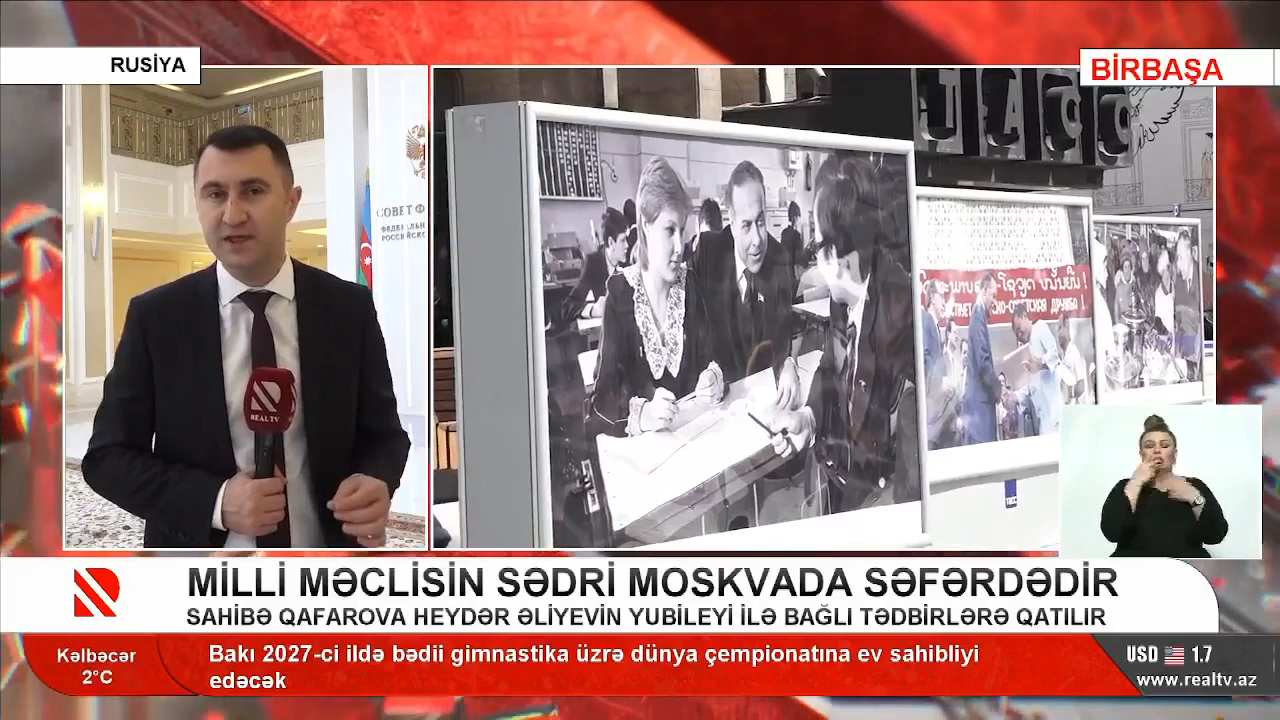 RUSİYA
BİRBAŞA
СОВЕТ Ф
РОССИЙСКО
ТАСС
REAL TV
MİLLİ MƏCLİSİN SƏDRİ MOSKVADA SƏFƏRDƏDİR
SAHİBƏ QAFAROVA HEYDƏR ƏLİYEVİN YUBİLEYİ İLƏ BAĞLI TƏDBİRLƏRƏ QATILIR
Kəlbəcər
2°C
Bakı 2027-ci ildə bədii gimnastika üzrə dünya çempionatına ev sahibliyi
edəcək
USD 1.7
www.realtv.az